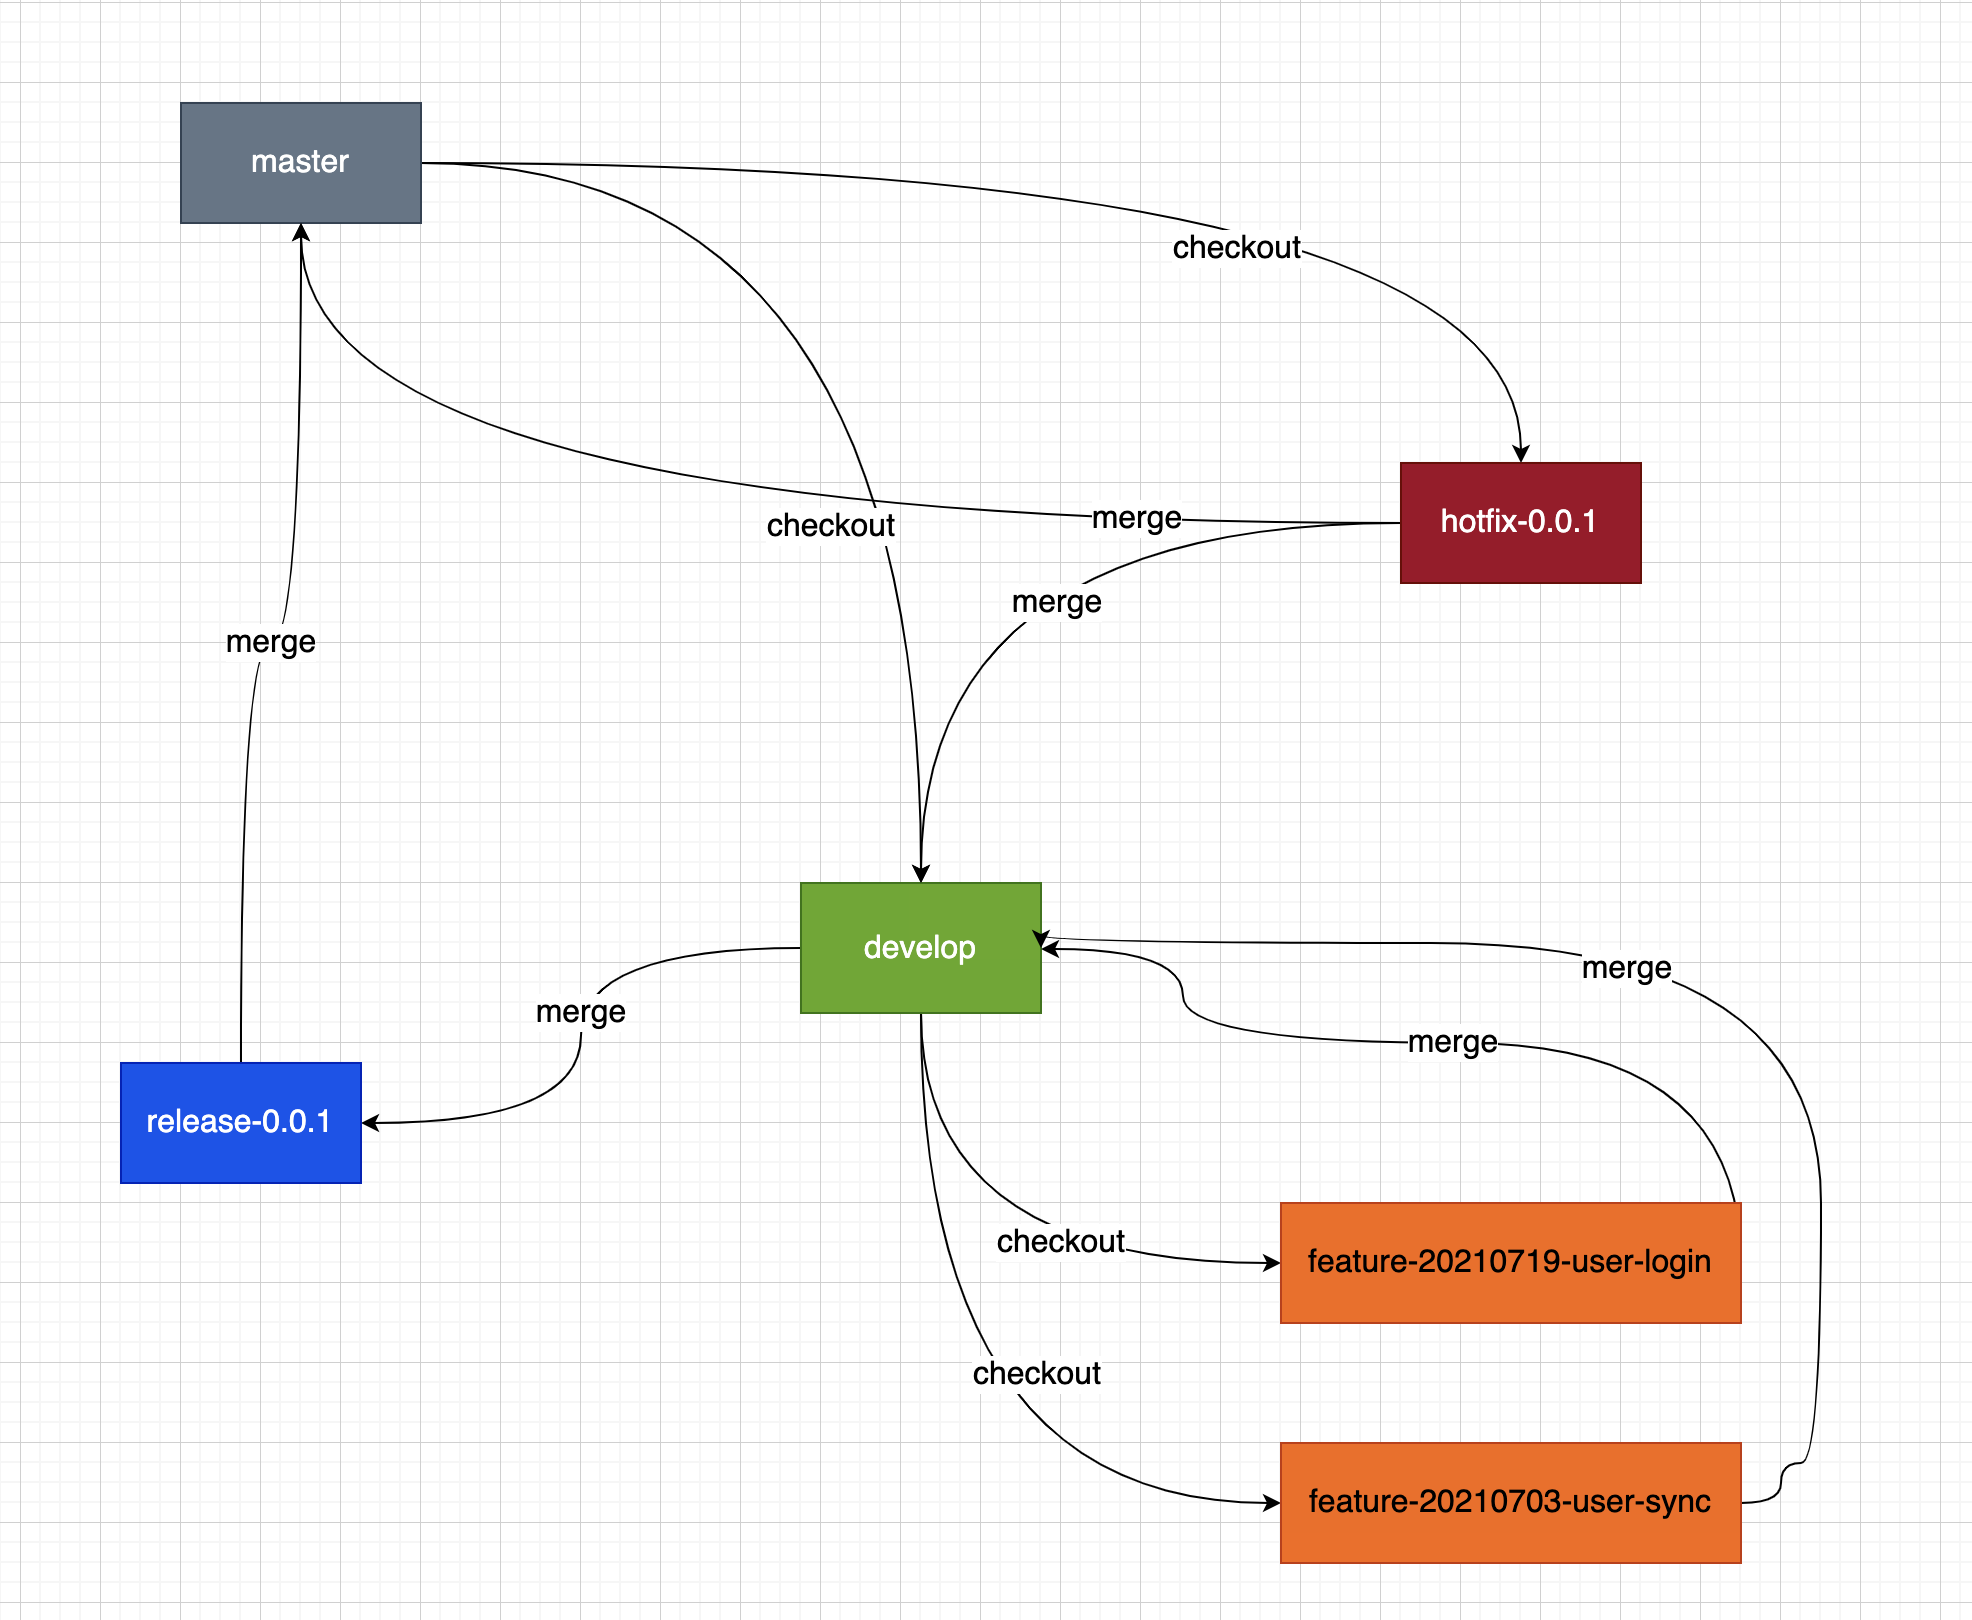 master
checkout
checkout
merge
hotfix-0.0.1
merge
merge
develop
merge
merge
merge
release-0.0.1
checkout
feature-20210719-user-login
checkout
feature-20210703-user-sync